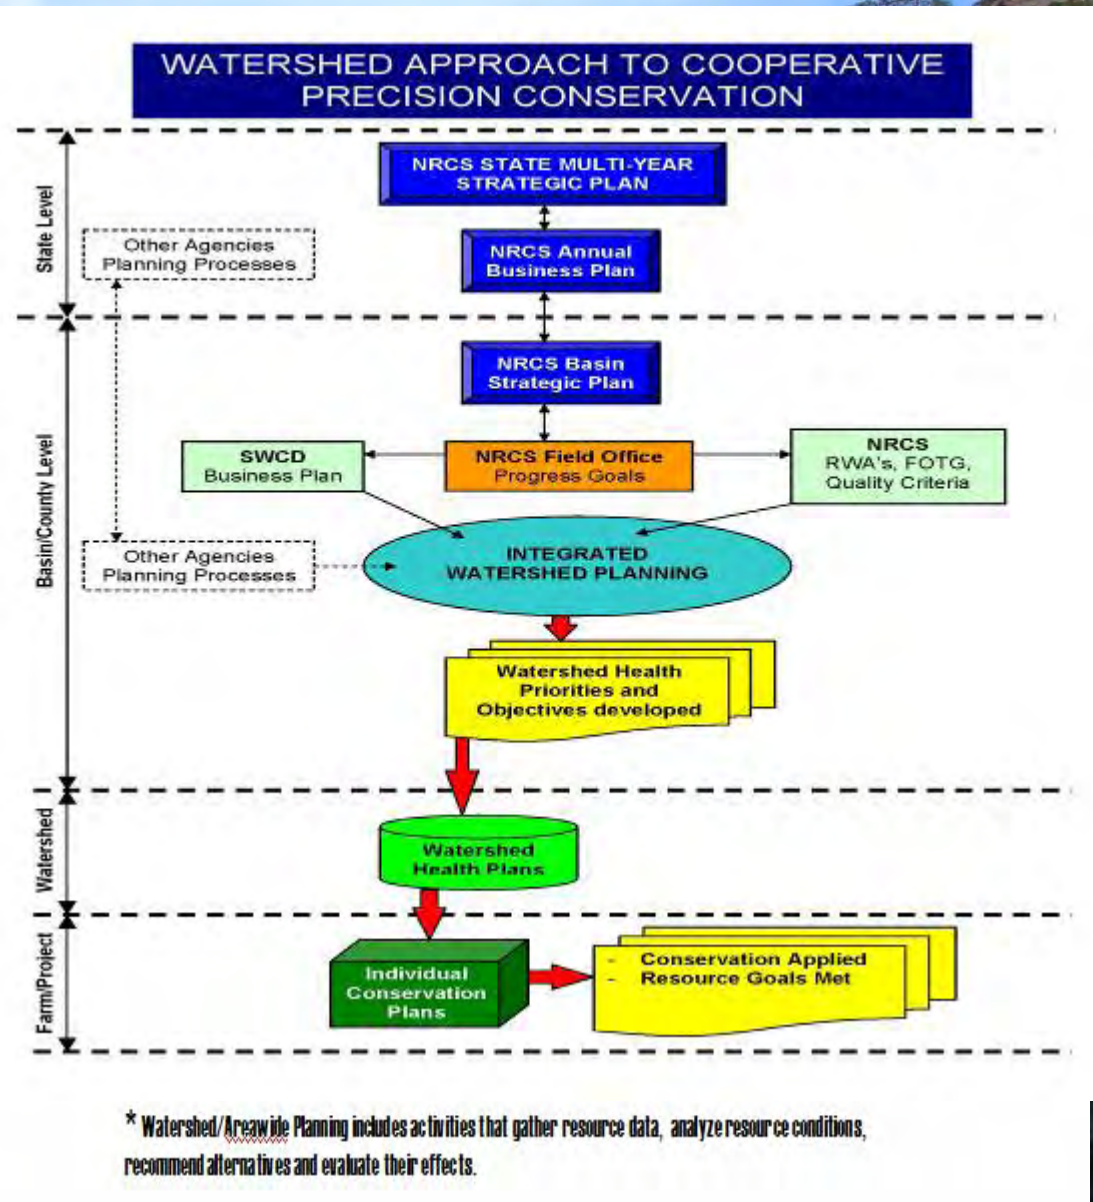 WATERSHED APPROACH TO COOPERATIVE
PRECISION CONSERVATION
State Level
NRCS STATE MULTI-YEAR
STRATEGIC PLAN
Other Agencies
Planning Processes
NRCS Annual
Business Plan
Basin/County Level
NRCS Basin
Strategic Plan
SWCD
Business Plan
NRCS Field Office
Progress Goals
NRCS
RWA's, FOTG,
Quality Criteria
Other Agencies
Planning Processes
INTEGRATED
WATERSHED PLANNING
Watershed Health
Priorities and
Objectives developed
Watershed
Watershed
Health Plans
Farm/Project
Individual
Conservation
Plans
- Conservation Applied
- Resource Goals Met
* Watershed/Areawide Planning includes activities that gather resource data, analyze resource conditions,
recommend alternatives and evaluate their effects.